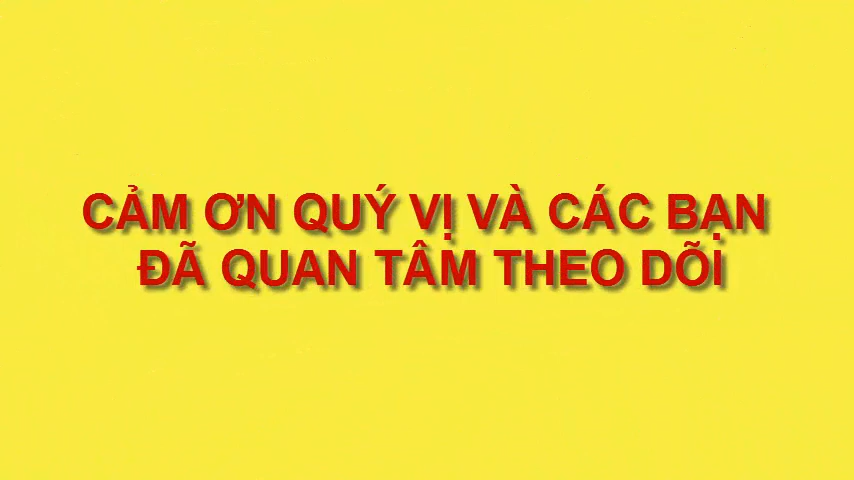 CẢM ƠN QUÝ VỊ VÀ CÁC BẠN
ĐÃ QUAN TÂM THEO DÕI